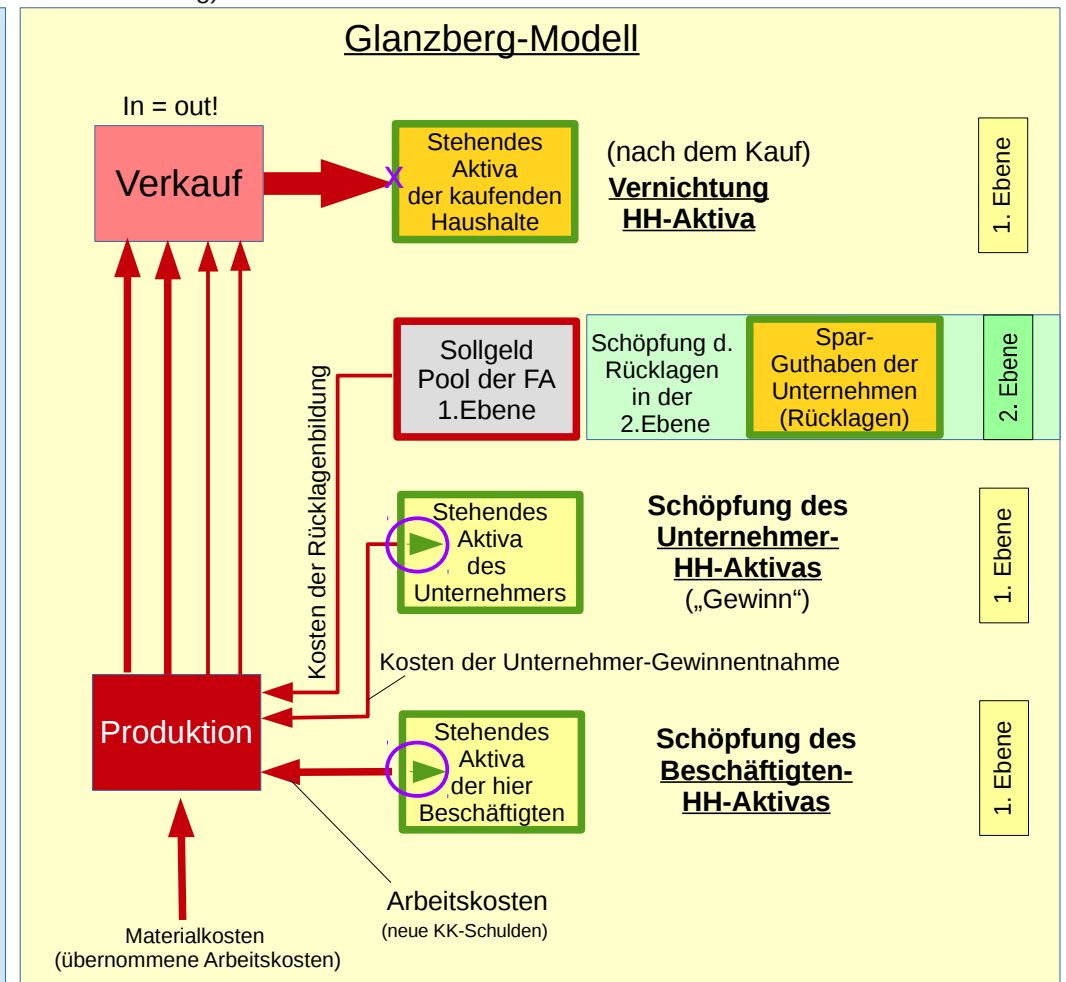 Glanzberg-Modell
In = out!
Verkauf
Stehendes
Aktiva
der kaufenden
Haushalte
X
(nach dem Kauf)
Vernichtung
HH-Aktiva
1. Ebene
Sollgeld
Pool der FA
1.Ebene
Schöpfung d.
Rücklagen
in der
2.Ebene
Spar-
Guthaben der
Unternehmen
(Rücklagen)
2. Ebene
Kosten der Rücklagenbildung
Stehendes
Aktiva
des
Unternehmers
Schöpfung des
Unternehmer-
HH-Aktivas
(„Gewinn“)
1. Ebene
Kosten der Unternehmer-Gewinnentnahme
Produktion
Stehendes
Aktiva
der hier
Beschäftigten
Schöpfung des
Beschäftigten-
HH-Aktivas
1. Ebene
Arbeitskosten
(neue KK-Schulden)
Materialkosten
(übernommene Arbeitskosten)